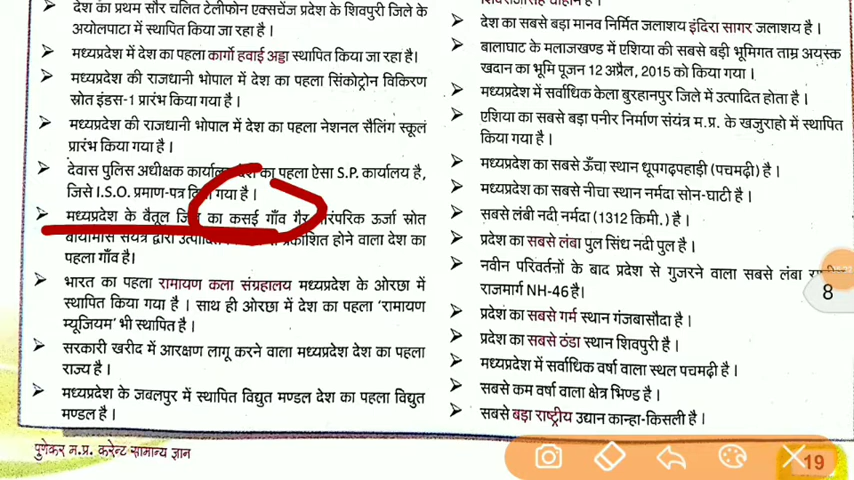 देश का प्रथम सौर चलित टेलीफोन एक्सचेंज प्रदेश के शिवपुरी जिले के
अयोलपाटा में स्थापित किया जा रहा है।
मध्यप्रदेश में देश का पहला कार्गो हवाई अड्डा स्थापित किया जा रहा है।
मध्यप्रदेश की राजधानी भोपाल में देश का पहला सिंकोट्रोन विकिरण
स्रोत इंडस-1 प्रारंभ किया गया है ।
मध्यप्रदेश की राजधानी भोपाल में देश का पहला नेशनल सैलिंग स्कूल
प्रारंभ किया गया है ।
देवास पुलिस अधीक्षक कार्यालय देश का पहला ऐसा S.P. कार्यालय है,
जिसे I.S.O. प्रमाण-पत्र गया है ।
मध्यप्रदेश के वैतूल का कसई गाँव गैर ऊर्जा स्रोत
संयंत्र द्वारा प्रकाशित होने वाला देश का
पहला गाँव है।
भारत का पहला रामायण कला संग्रहालय मध्यप्रदेश के ओरछा में
स्थापित किया गया है । साथ ही ओरछा में देश का पहला ‘रामायण
म्यूजियम’ भी स्थापित है ।
सरकारी खरीद में आरक्षण लागू करने वाला मध्यप्रदेश देश का पहला
राज्य है ।
मध्यप्रदेश के जबलपुर में स्थापित विद्युत मण्डल देश का पहला विद्युत
मण्डल है ।
देश का सबसे बड़ा मानव निर्मित जलाशय इंदिरा सागर जलाशय है ।
बालाघाट के मलाजखण्ड में एशिया की सबसे बड़ी भूमिगत ताम्र अयस्क
खदान का भूमि पूजन 12 अप्रैल, 2015 को किया गया ।
मध्यप्रदेश में सर्वाधिक केला बुरहानपुर जिले में उत्पादित होता है ।
एशिया का सबसे बड़ा पनीर निर्माण संयंत्र म.प्र. के खजुराहो में स्थापित
किया गया है ।
मध्यप्रदेश का सबसे ऊँचा स्थान धूपगढ़पहाड़ी (पचमढ़ी) है ।
मध्यप्रदेश का सबसे नीचा स्थान नर्मदा सोन-घाटी है ।
सबसे लंबी नदी नर्मदा (1312 किमी.) है ।
प्रदेश का सबसे लंबा पुल सिंध नदी पुल है ।
नवीन परिवर्तनों के बाद प्रदेश से गुजरने वाला सबसे लंबा
राजमार्ग NH-46 है।
प्रदेश का सबसे गर्म स्थान गंजबासौदा है ।
प्रदेश का सबसे ठंडा स्थान शिवपुरी है ।
मध्यप्रदेश में सर्वाधिक वर्षा वाला स्थल पचमढ़ी है ।
सबसे कम वर्षा वाला क्षेत्र भिण्ड है ।
सबसे बड़ा राष्ट्रीय उद्यान कान्हा-किसली है ।
8
पुणेकर म.प्र. करेन्ट सामान्य ज्ञान
19